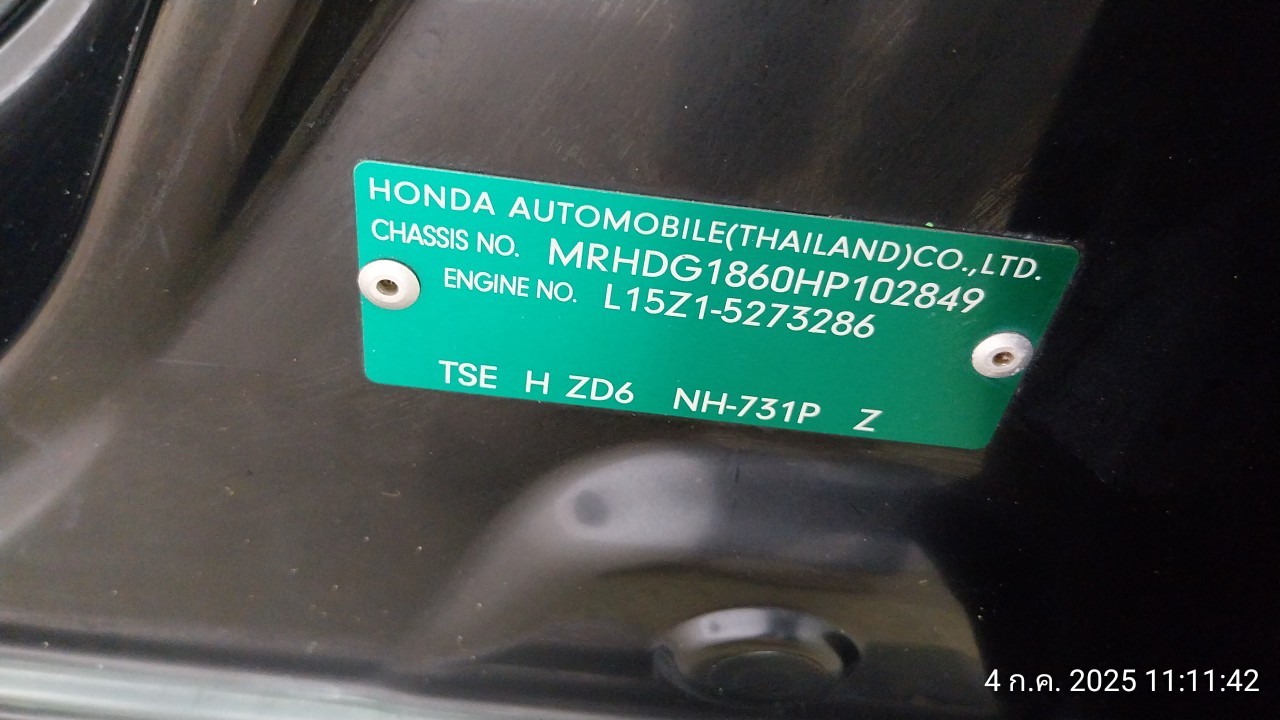 HONDA AUTOMOBILE(THAILAND)CO.,LTD.
CHASSIS NO. MRHDG1860HP102849
ENGINE NO. L15Z1-5273286
TSE H ZD6 NH-731P Z
4 ก.ค. 2025 11:11:42